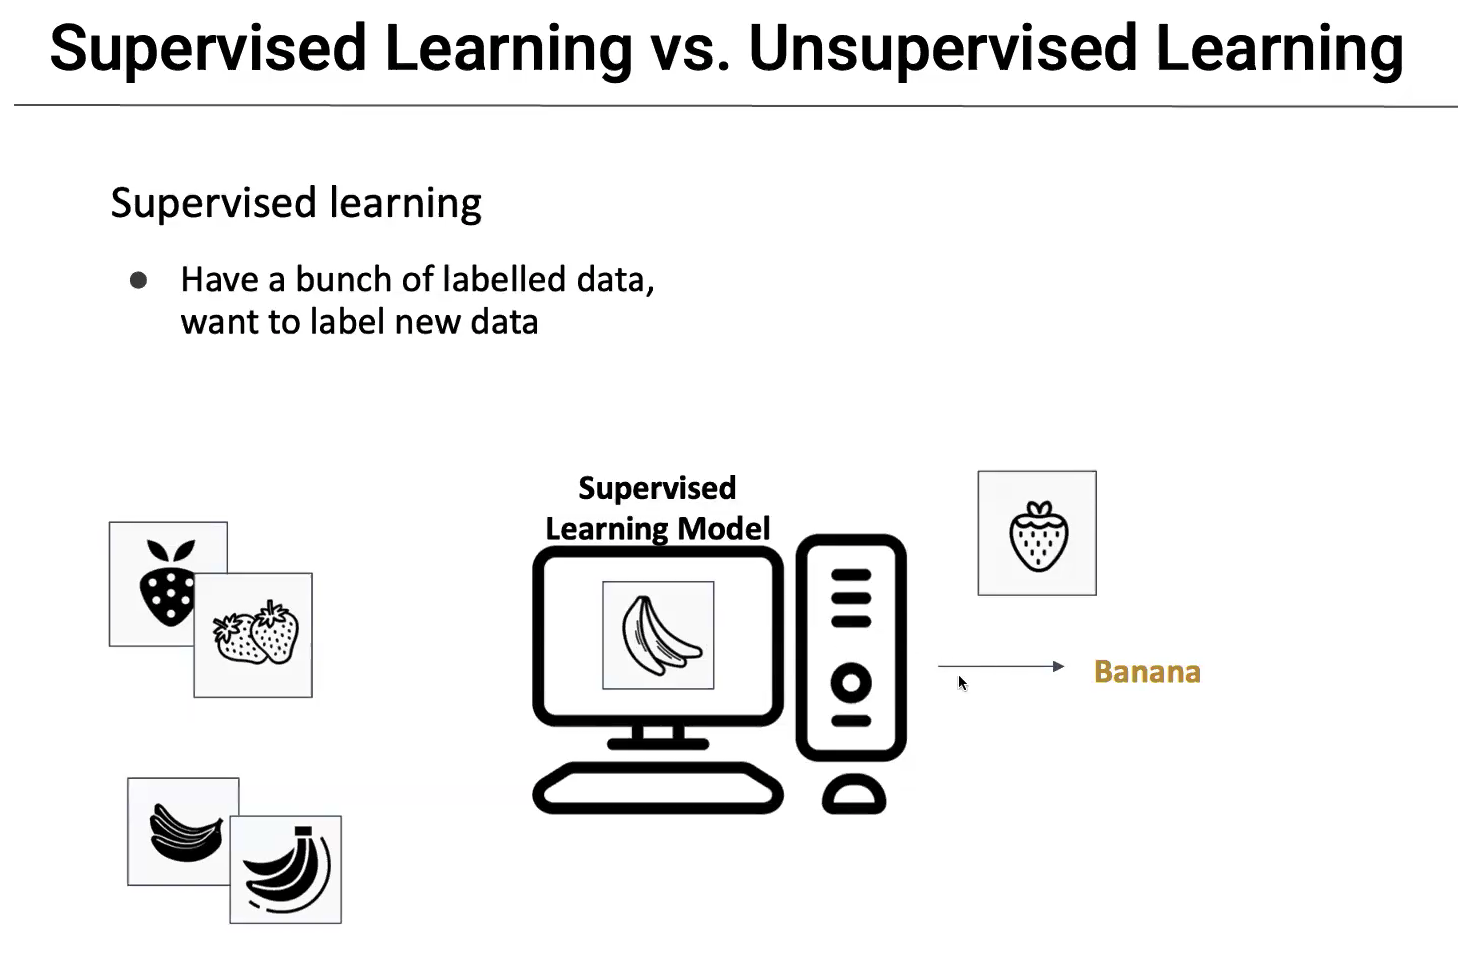 Supervised Learning vs. Unsupervised Learning
Supervised learning
● Have a bunch of labelled data,
want to label new data
Supervised
Learning Model
Banana